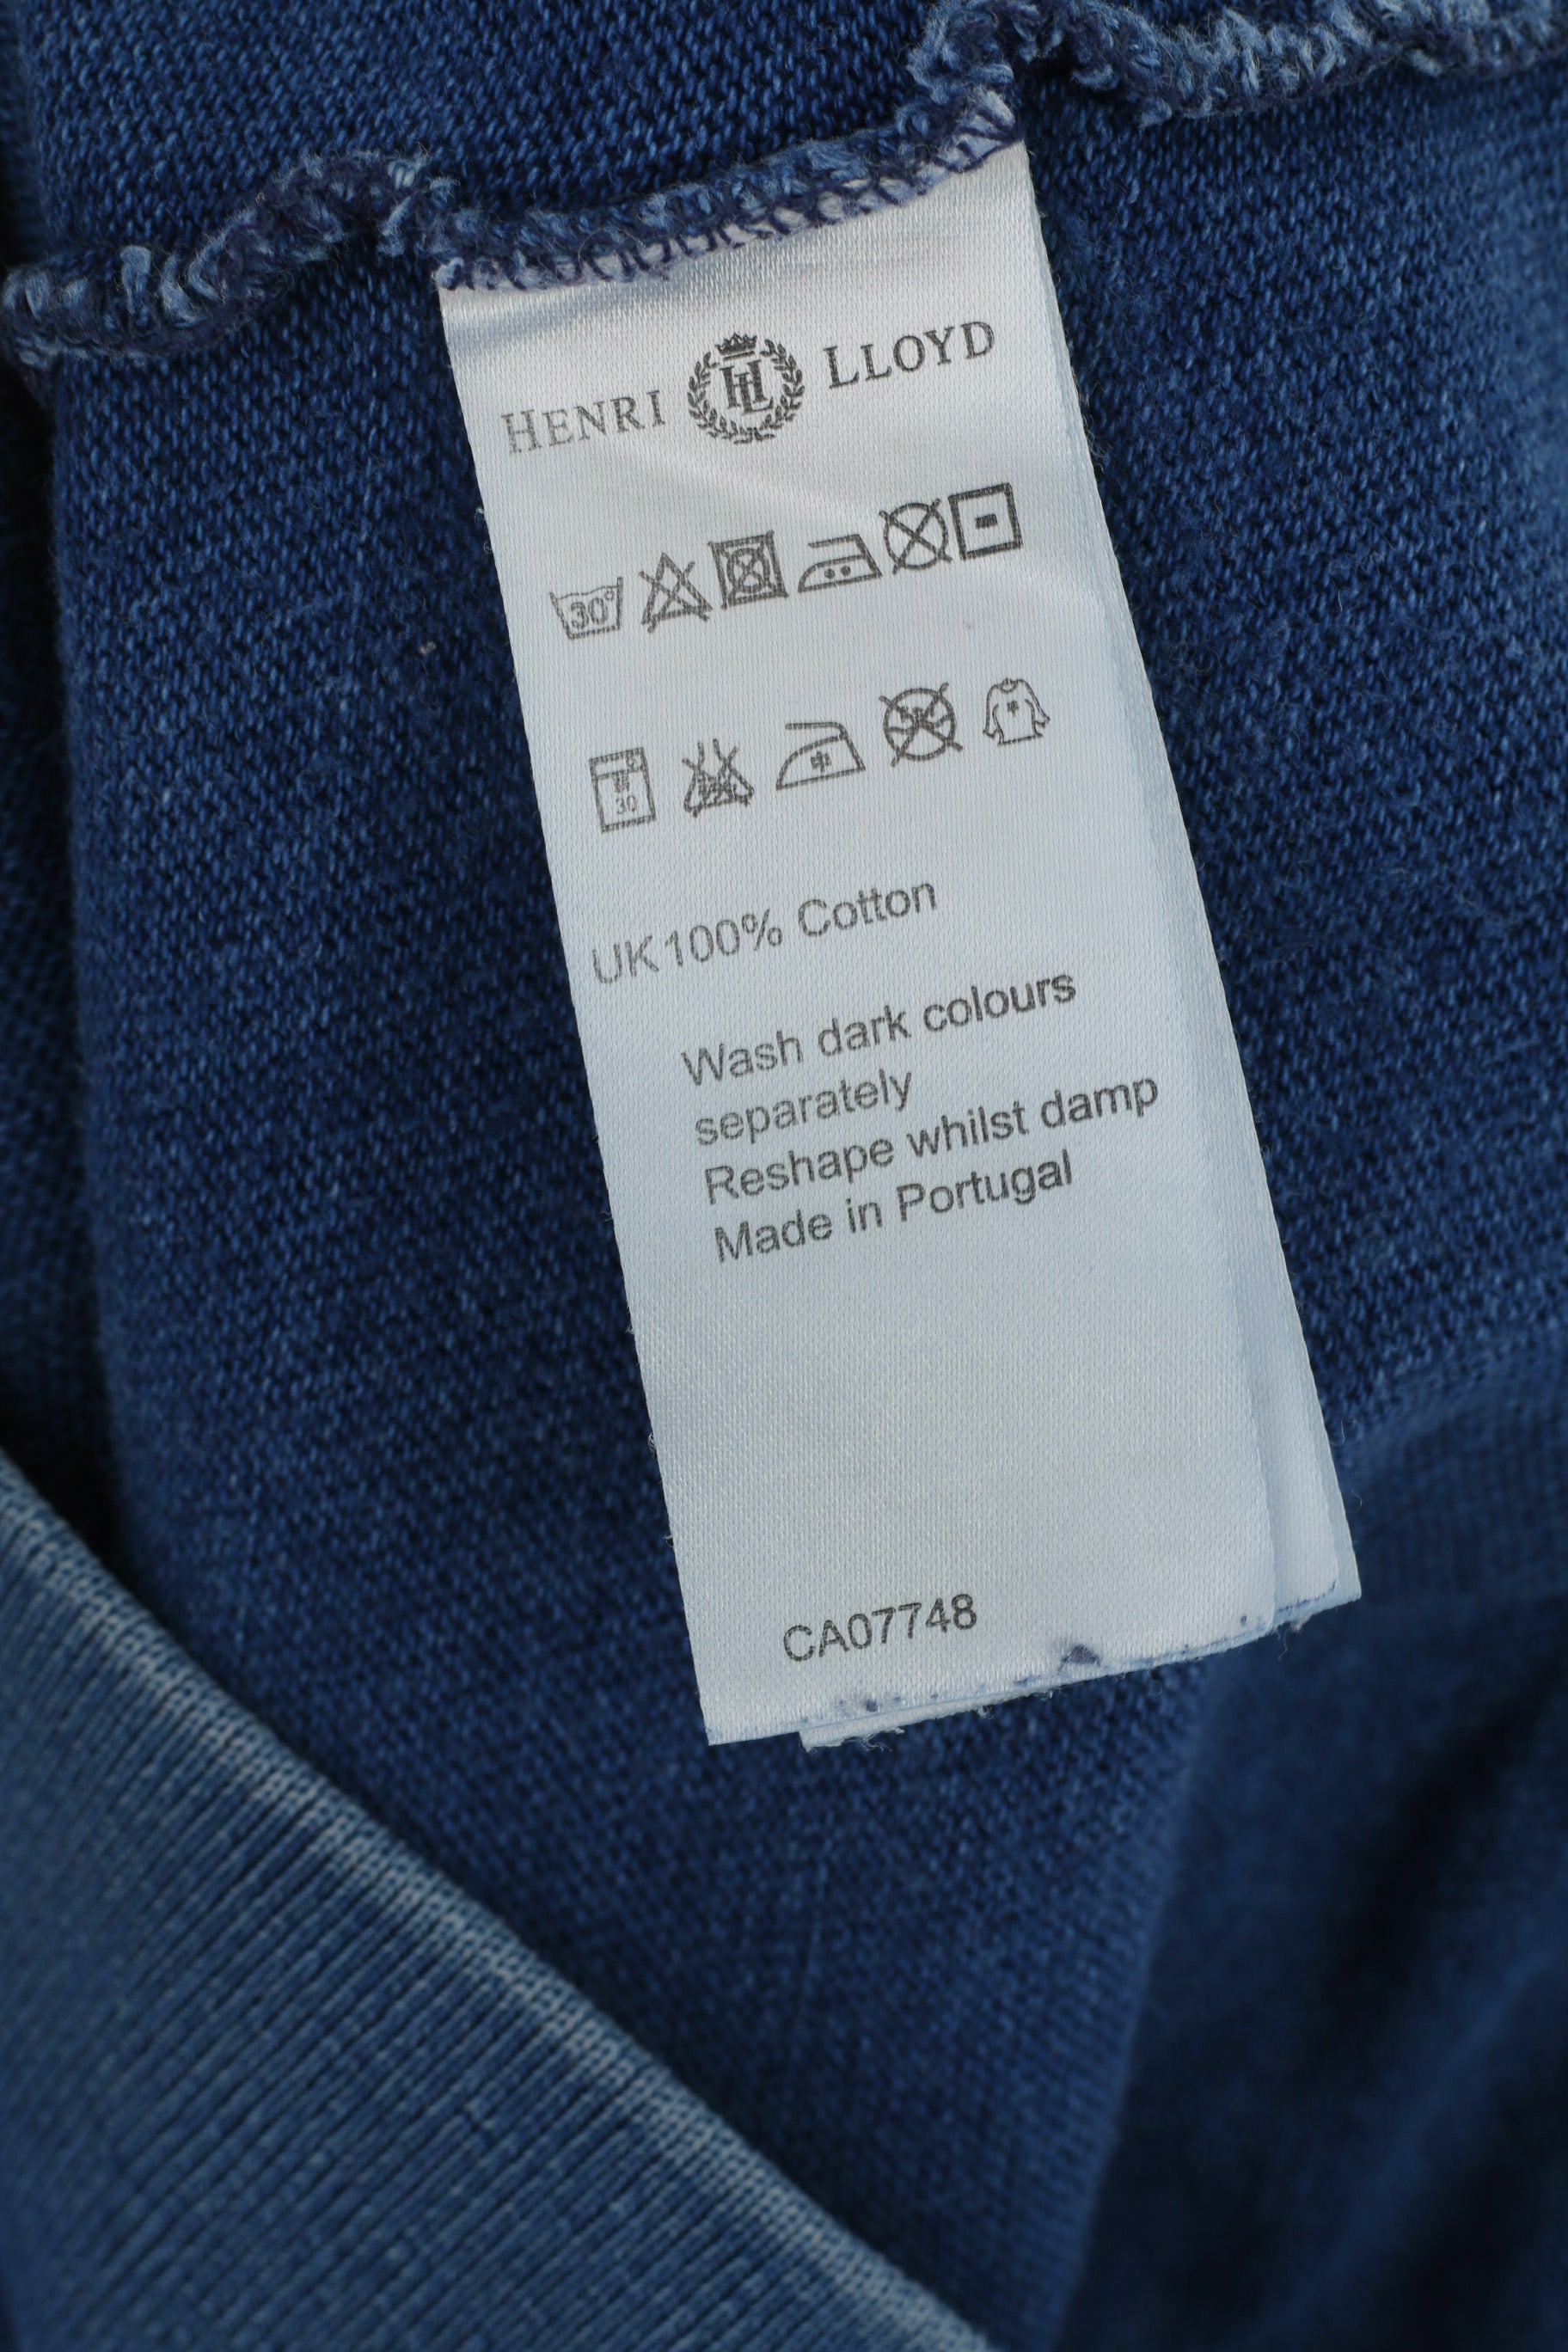 HENRI HL LLOYD
30°
30
中
UK 100% Cotton
Wash dark colours
separately
Reshape whilst damp
Made in Portugal
CA07748